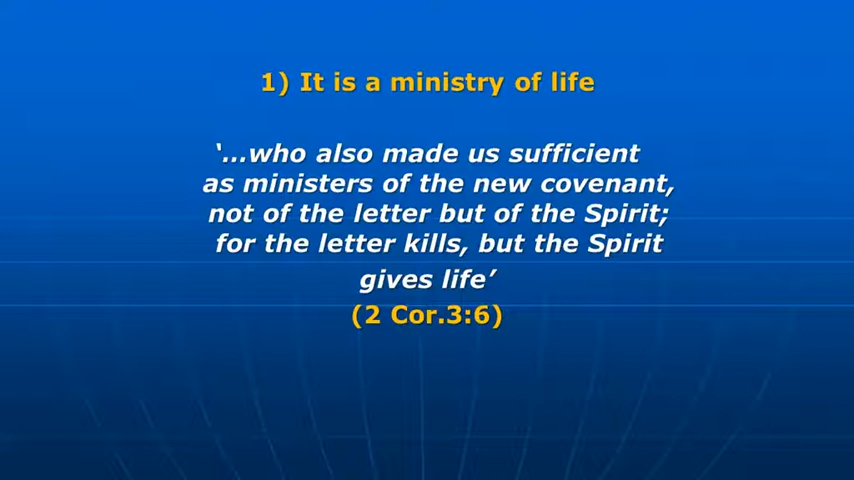 1) It is a ministry of life
‘…who also made us sufficient
as ministers of the new covenant,
not of the letter but of the Spirit;
for the letter kills, but the Spirit
gives life’
(2 Cor.3:6)